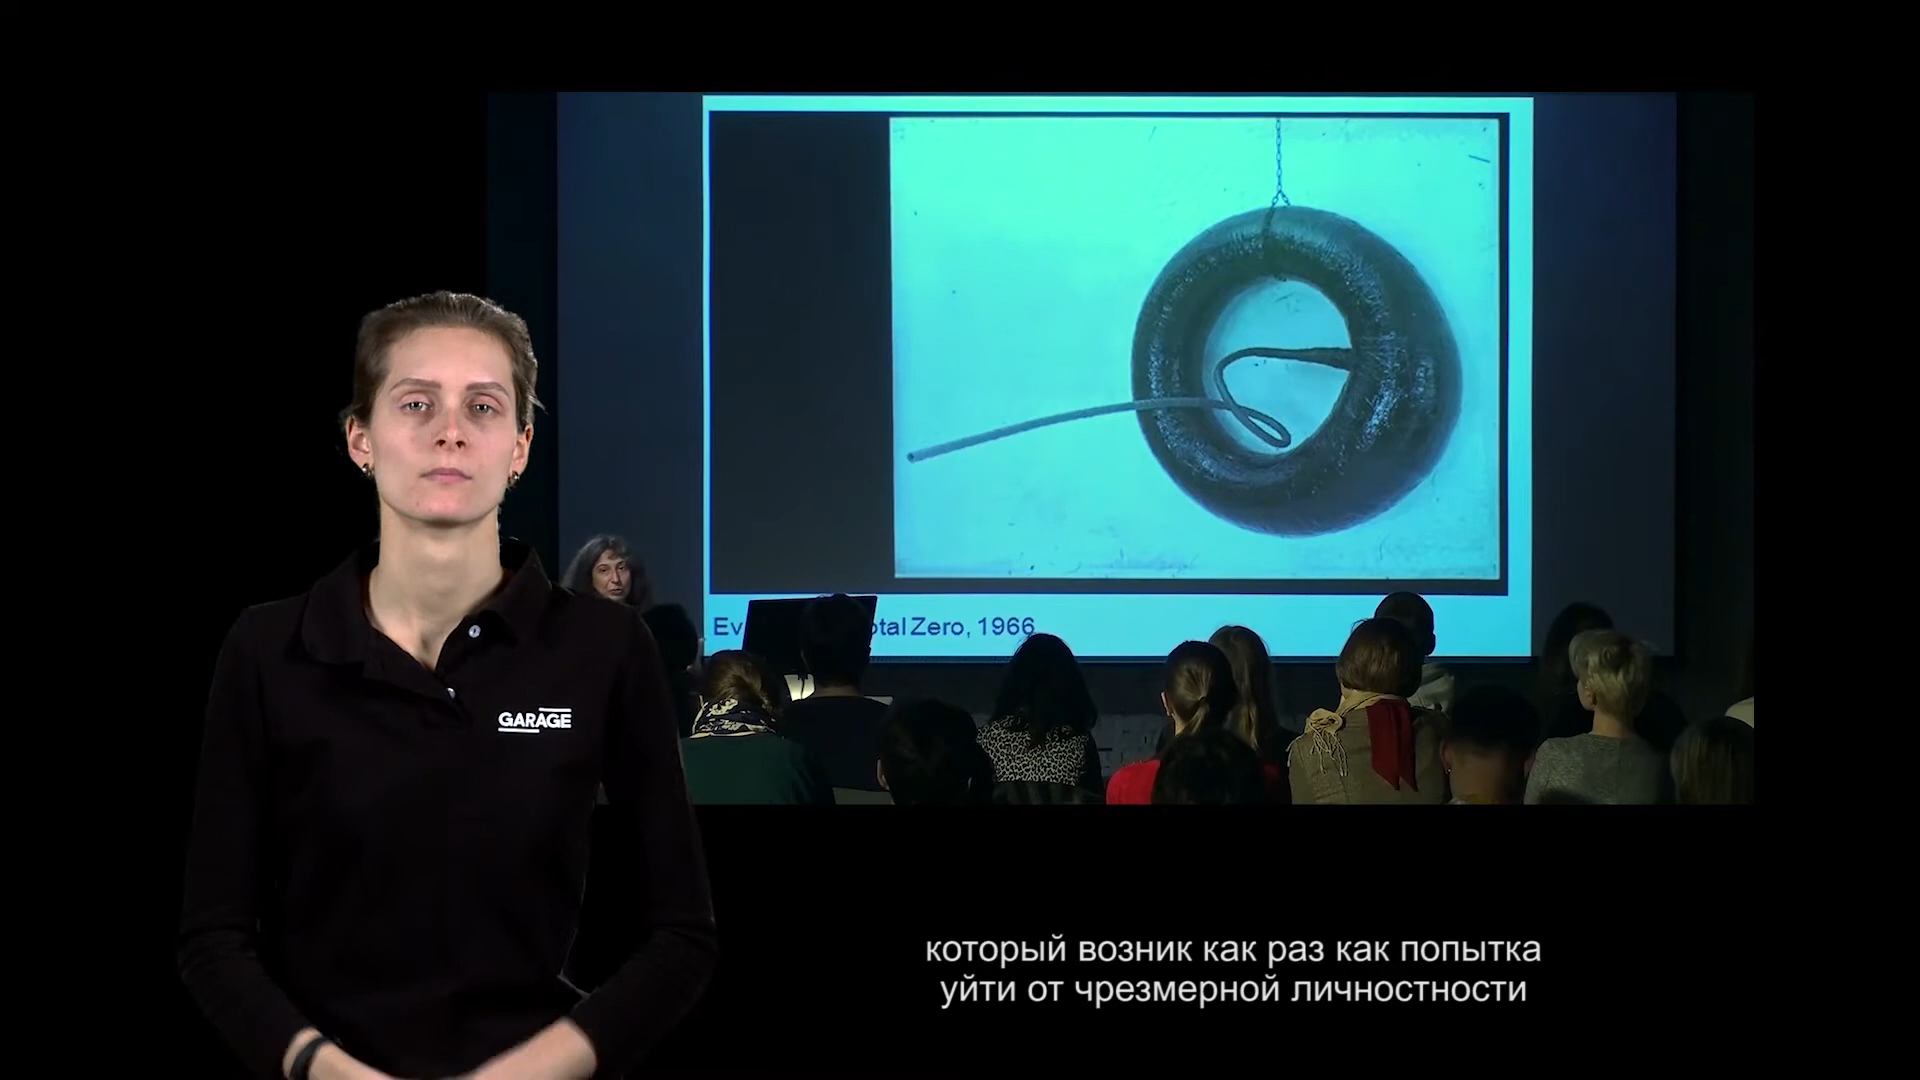 Ev
otal Zero, 1966
GARAGE
который возник как раз как попытка
уйти от чрезмерной личностности